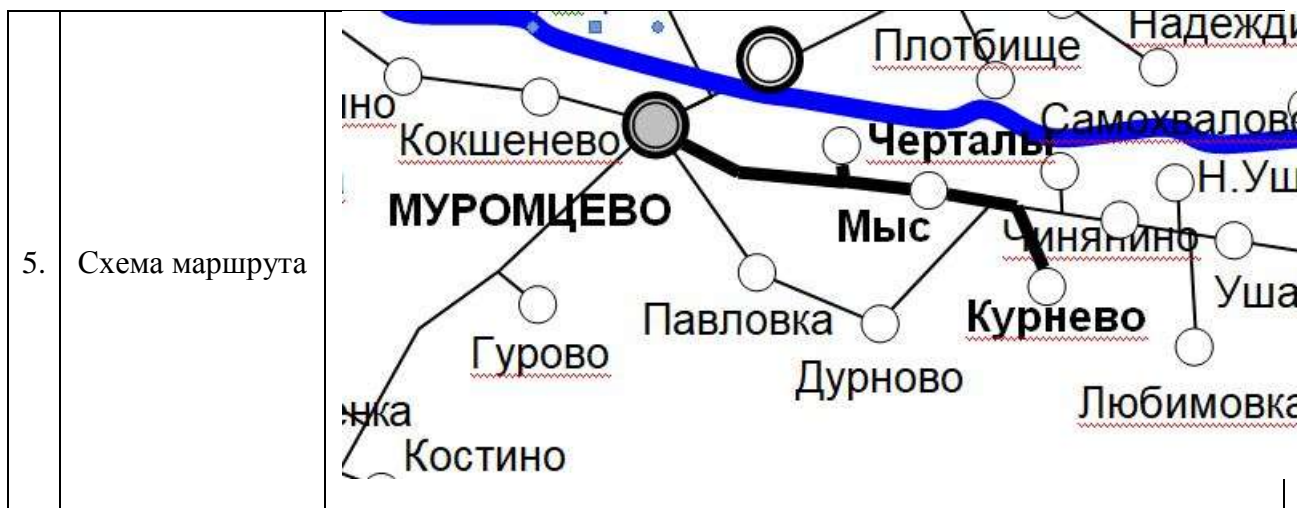 5.
Схема маршрута
Надежди
Плотбище
ино
Кокшенево
Самохвалове
Черталы
Н.Уш
МУРОМЦЕВО
Мыс
Чинянино
Уша
Павловка
Курнево
Гурово
Дурново
Любимовка
енка
Костино